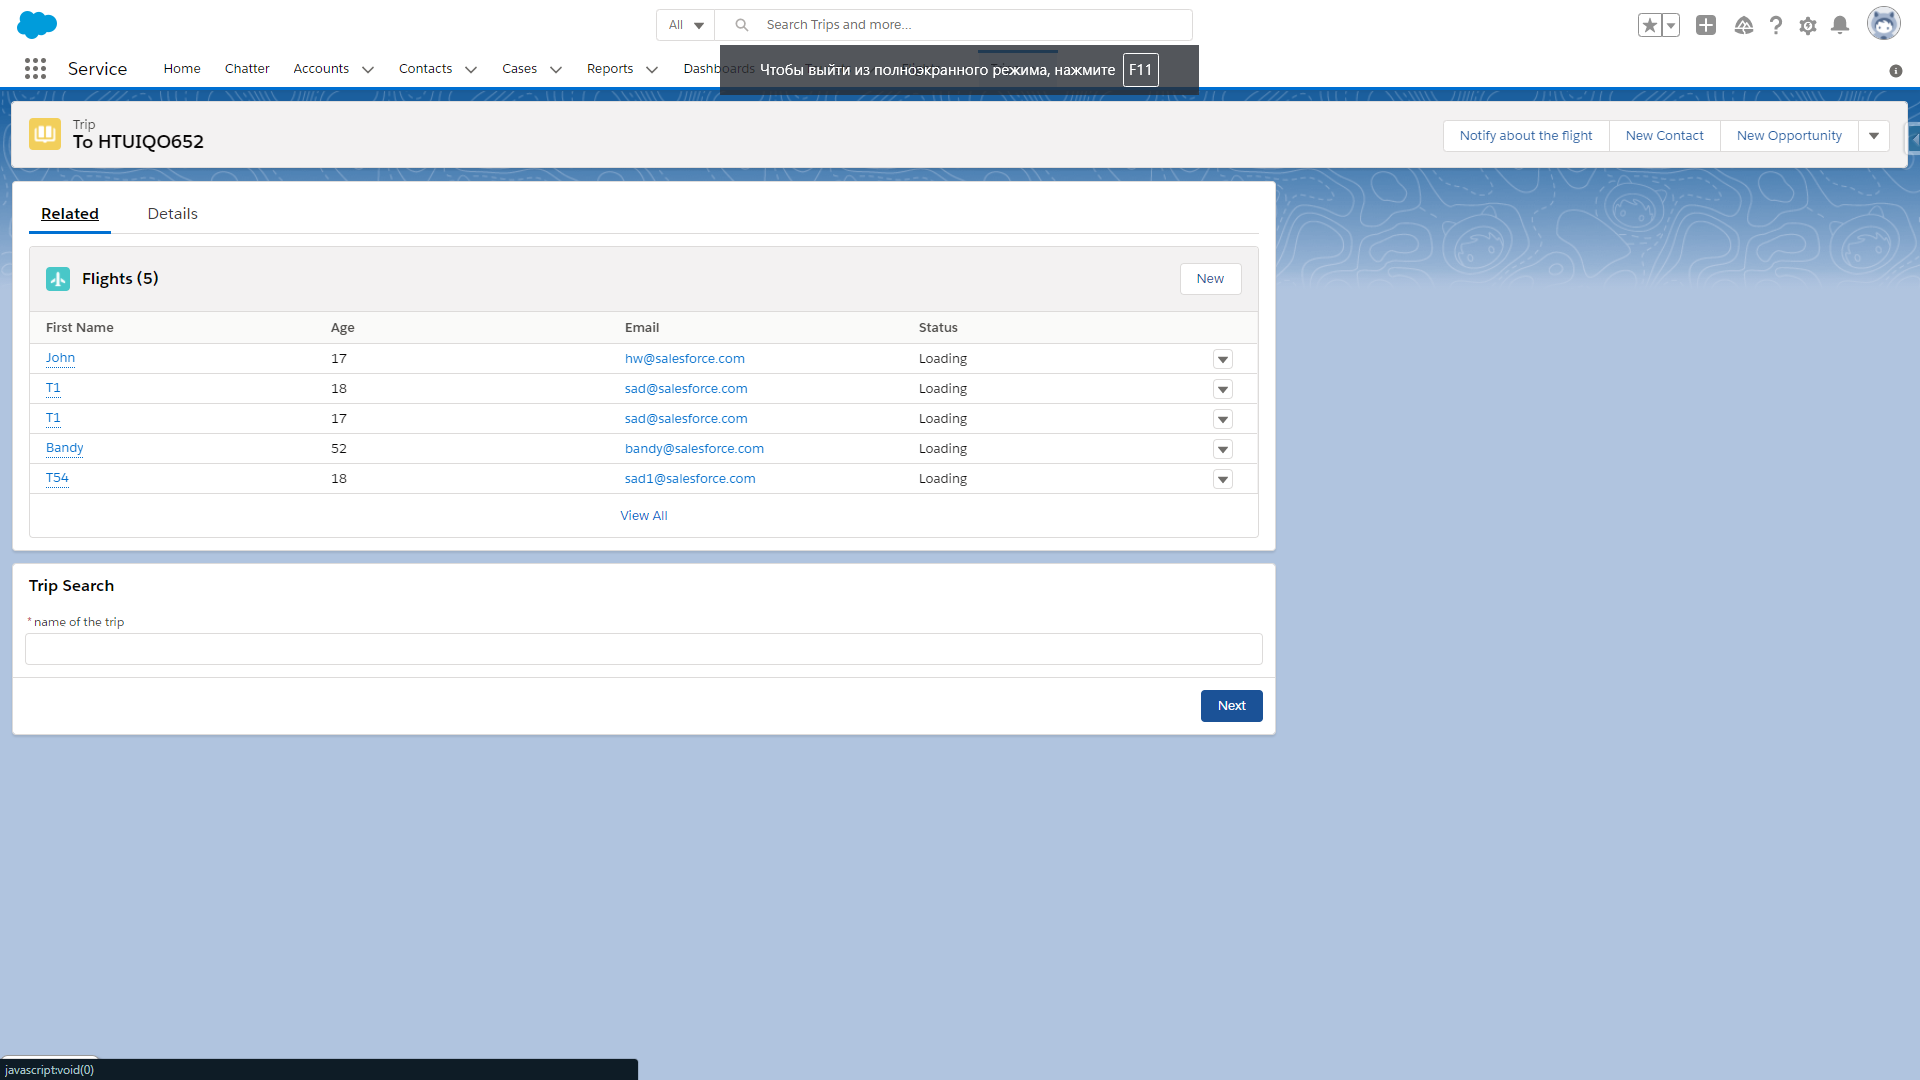 All
Search Trips and more...
Service
Home
Chatter
Accounts
Contacts
Cases
Reports
Dashboards
Чтобы выйти из полноэкранного режима, нажмите F11
Trip
To HTUIQO652
Notify about the flight
New Contact
New Opportunity
Related
Details
Flights (5)
New
First Name Age Email Status
John 17 hw@salesforce.com Loading
T1 18 sad@salesforce.com Loading
T1 17 sad@salesforce.com Loading
Bandy 52 bandy@salesforce.com Loading
T54 18 sad1@salesforce.com Loading
View All
Trip Search
*name of the trip
Next
javascript:void(0)